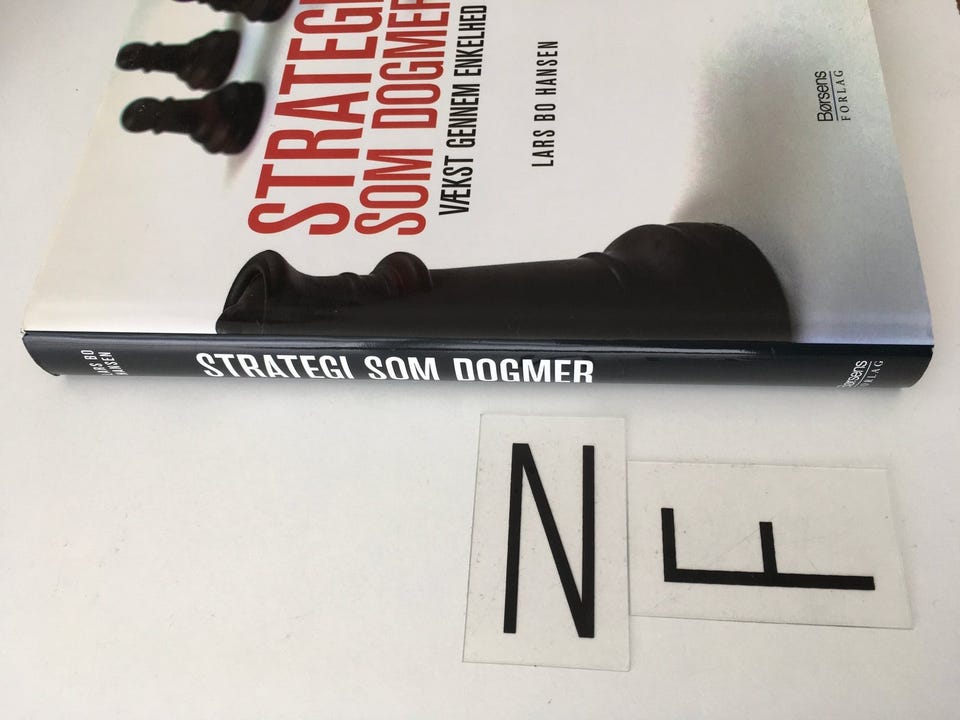 STRATEGI
SOM DOGMER
VÆKST GENNEM ENKELHED
LARS BO HANSEN
Børsens
FORLAG
LARS BO
HANSEN
STRATEGI SOM DOGMER
Børsens
FORLAG
N
F